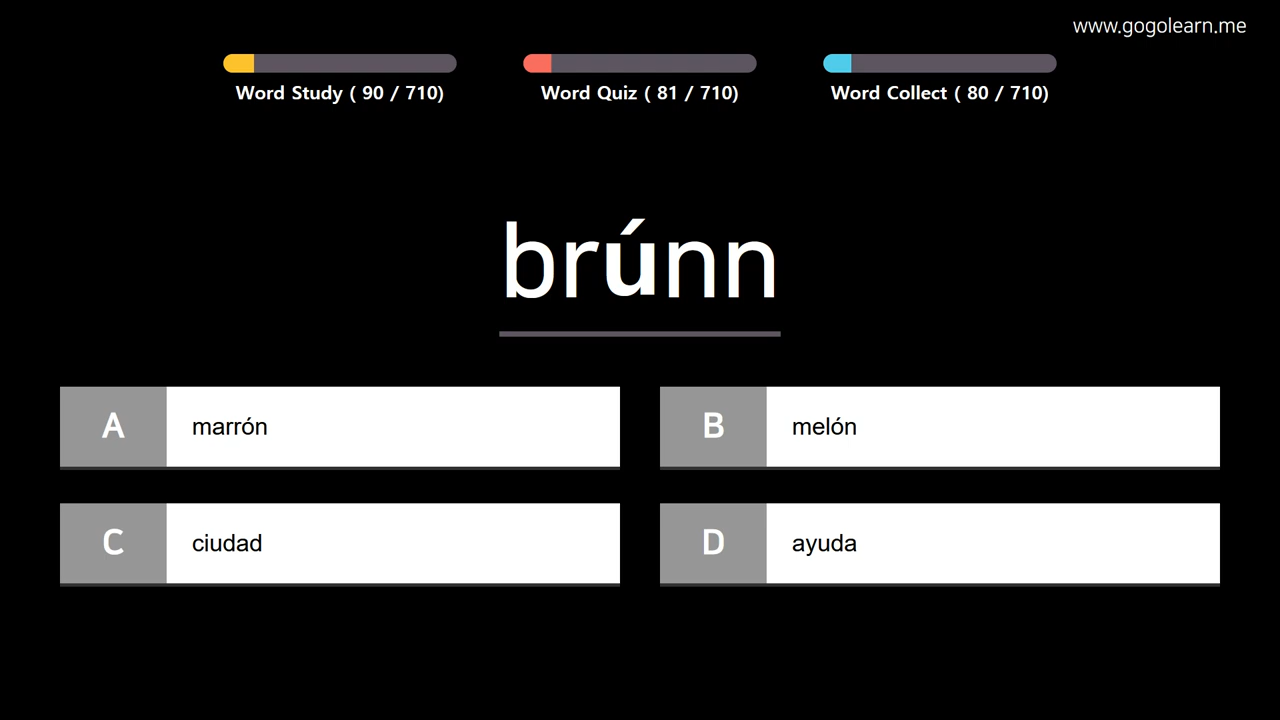 www.gogolearn.me
Word Study ( 90 / 710)
Word Quiz ( 81 / 710)
Word Collect ( 80 / 710)
brúnn
A marrón
B melón
C ciudad
D ayuda